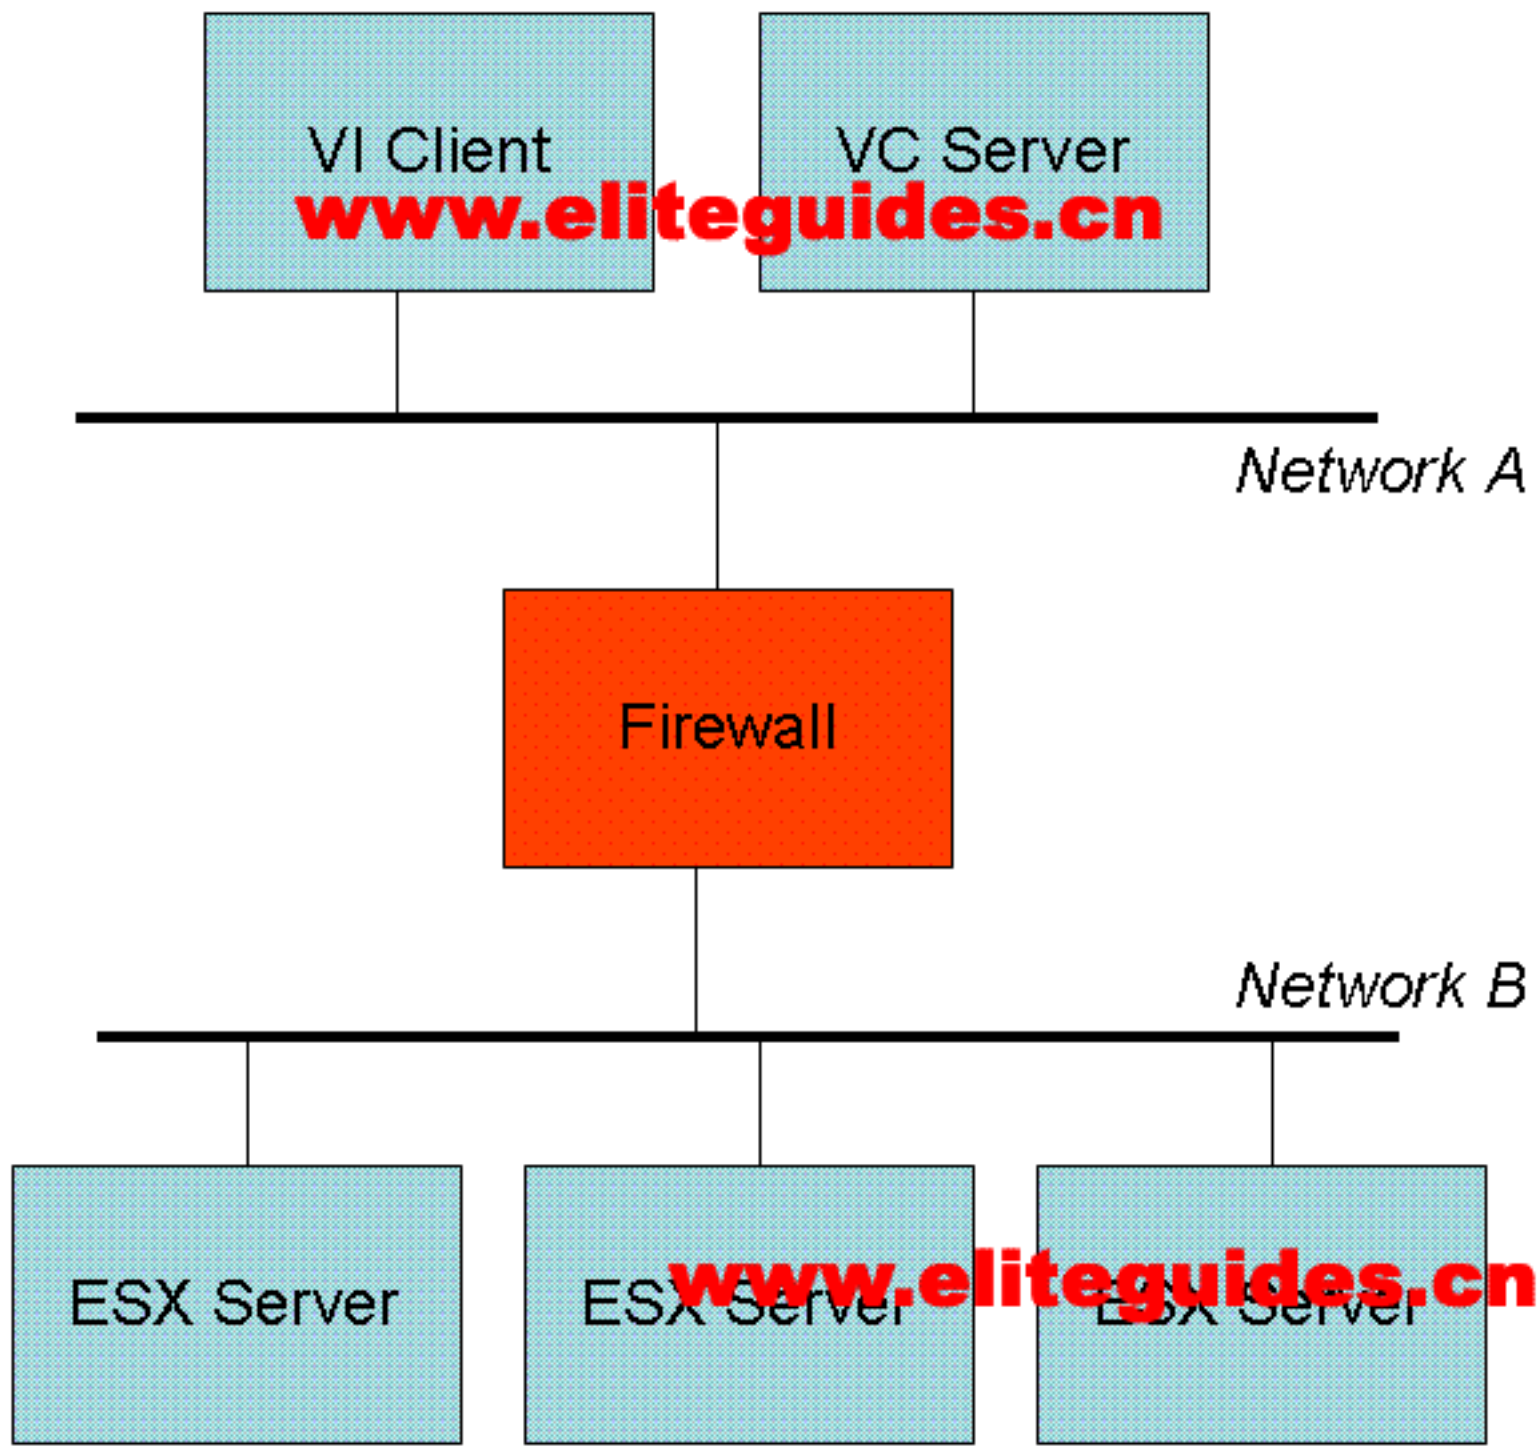 VI Client
VC Server
www.eliteguides.cn
Network A
Firewall
Network B
ESX Server
ESX Server
ESX Server
www.eliteguides.cn